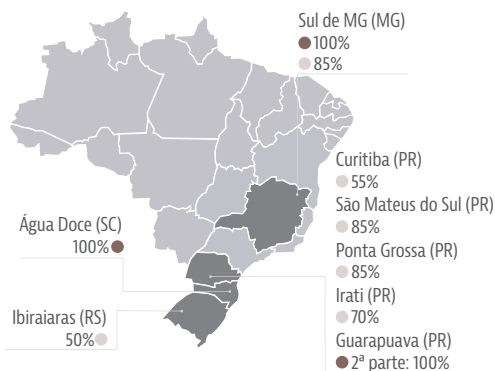 Sul de MG (MG)
100%
85%
Curitiba (PR)
55%
São Mateus do Sul (PR)
85%
Ponta Grossa (PR)
85%
Irati (PR)
70%
Guarapuava (PR)
2ª parte: 100%
Água Doce (SC)
100%
Ibiraiaras (RS)
50%